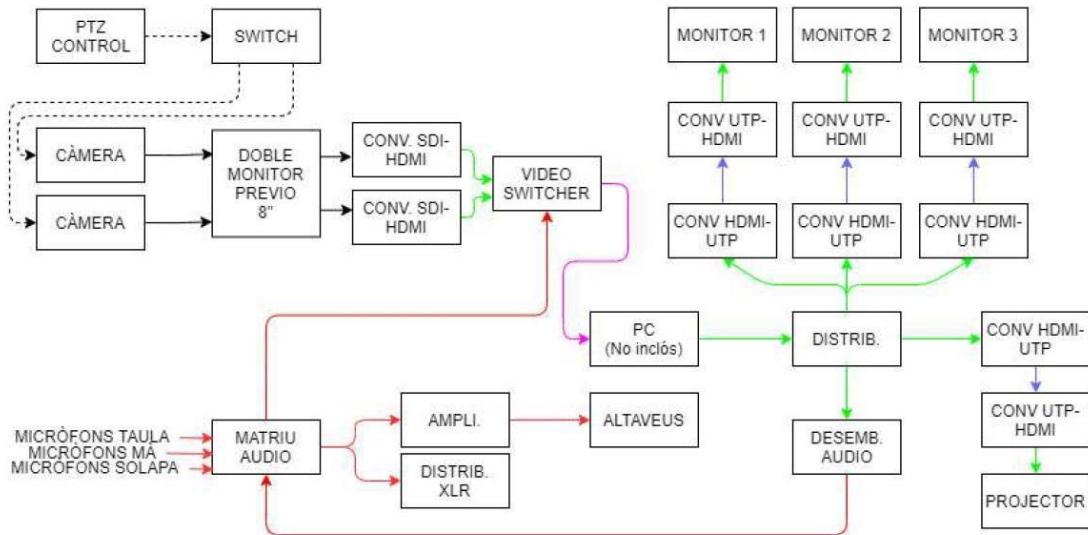 PTZ
CONTROL
SWITCH
MONITOR 1
MONITOR 2
MONITOR 3
CÀMERA
DOBLE
MONITOR
PREVIO
8"
CONV. SDI-
HDMI
CONV UTP-
HDMI
CONV UTP-
HDMI
CONV UTP-
HDMI
VIDEO
SWITCHER
CÀMERA
CONV. SDI-
HDMI
CONV HDMI-
UTP
CONV HDMI-
UTP
CONV HDMI-
UTP
PC
(No inclós)
DISTRIB.
CONV HDMI-
UTP
MICRÒFONS TAULA
MICRÒFONS MÀ
MICRÒFONS SOLAPA
MATRIU
AUDIO
AMPLI.
ALTAVEUS
DESEMB.
AUDIO
CONV UTP-
HDMI
DISTRIB.
XLR
PROJECTOR